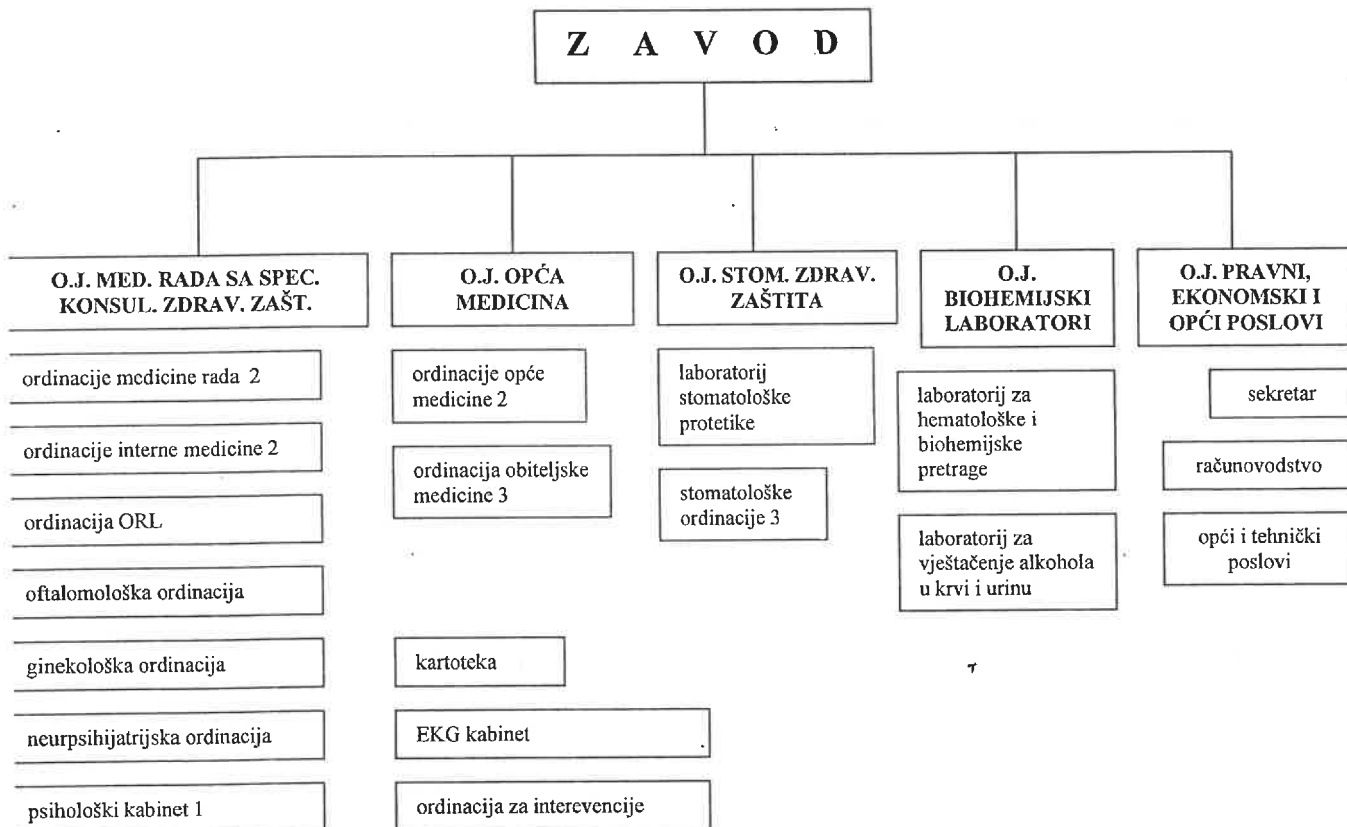 Z A V O D
O.J. MED. RADA SA SPEC.
KONSUL. ZDRAV. ZAŠT.
ordinacije medicine rada 2
ordinacije interne medicine 2
ordinacija ORL
oftalomološka ordinacija
ginekološka ordinacija
neurpsihijatrijska ordinacija
psihološki kabinet 1
O.J. OPĆA
MEDICINA
ordinacije opće
medicine 2
ordinacija obiteljske
medicine 3
kartoteka
EKG kabinet
ordinacija za interevencije
O.J. STOM. ZDRAV.
ZAŠTITA
laboratorij
stomatološke
protetike
stomatološke
ordinacije 3
O.J.
BIOHEMIJSKI
LABORATORI
laboratorij za
hematološke i
biohemijske
pretrage
laboratorij za
vještačenje alkohola
u krvi i urinu
O.J. PRAVNI,
EKONOMSKI I
OPĆI POSLOVI
sekretar
računovodstvo
opći i tehnički
poslovi